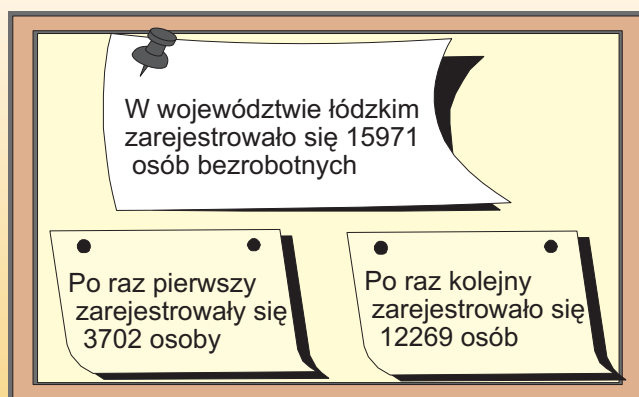 W województwie łódzkim
zarejestrowało się 15971
osób bezrobotnych
Po raz pierwszy
zarejestrowały się
3702 osoby
Po raz kolejny
zarejestrowało się
12269 osób